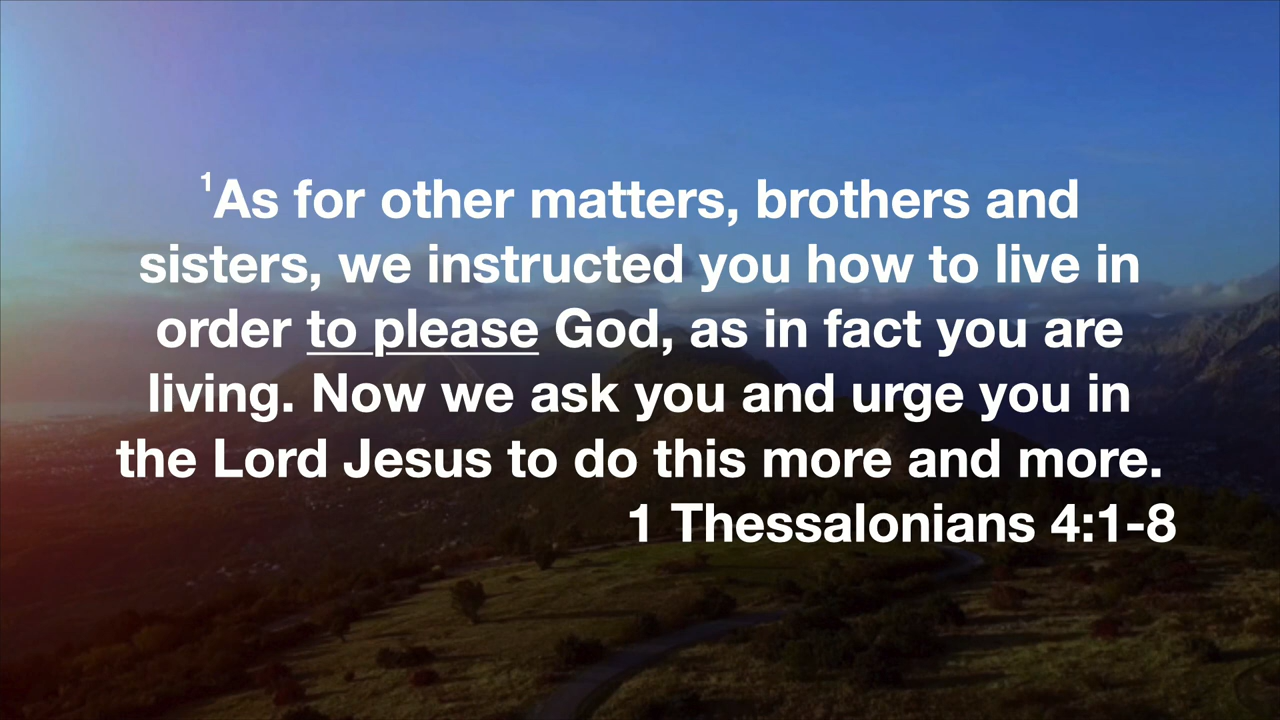 ¹As for other matters, brothers and
sisters, we instructed you how to live in
order to please God, as in fact you are
living. Now we ask you and urge you in
the Lord Jesus to do this more and more.
1 Thessalonians 4:1-8